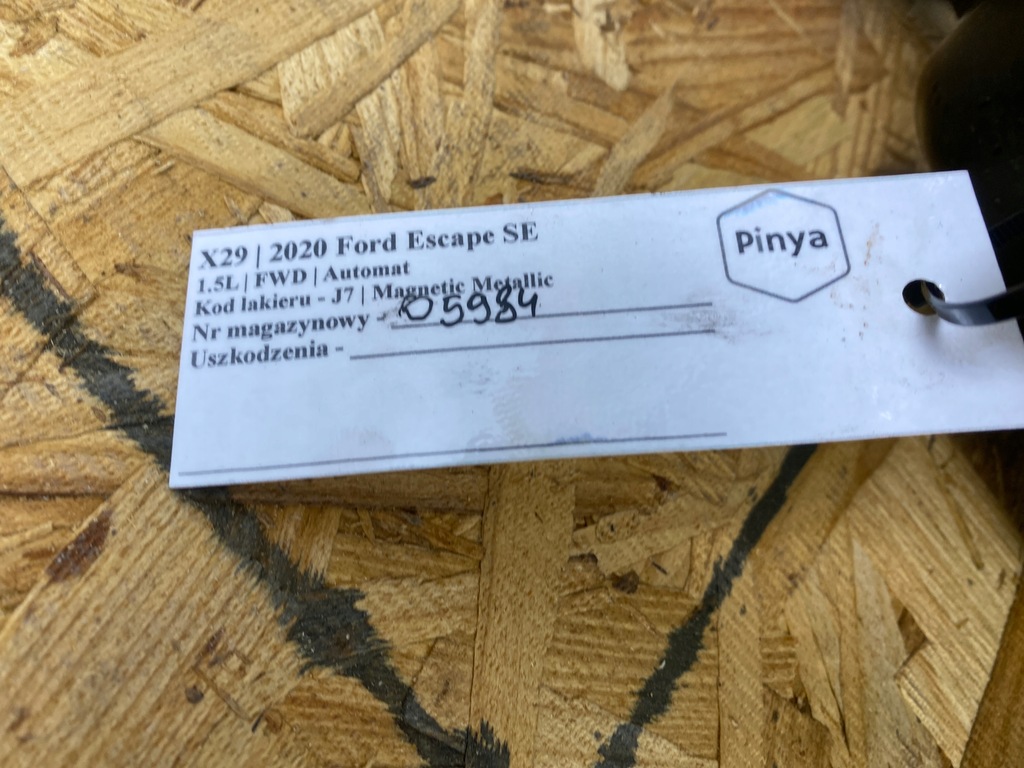 X29 | 2020 Ford Escape SE
1.5L | FWD | Automat
Kod lakieru - J7 | Magnetic Metallic
Nr magazynowy - 05984
Uszkodzenia -
Pinya